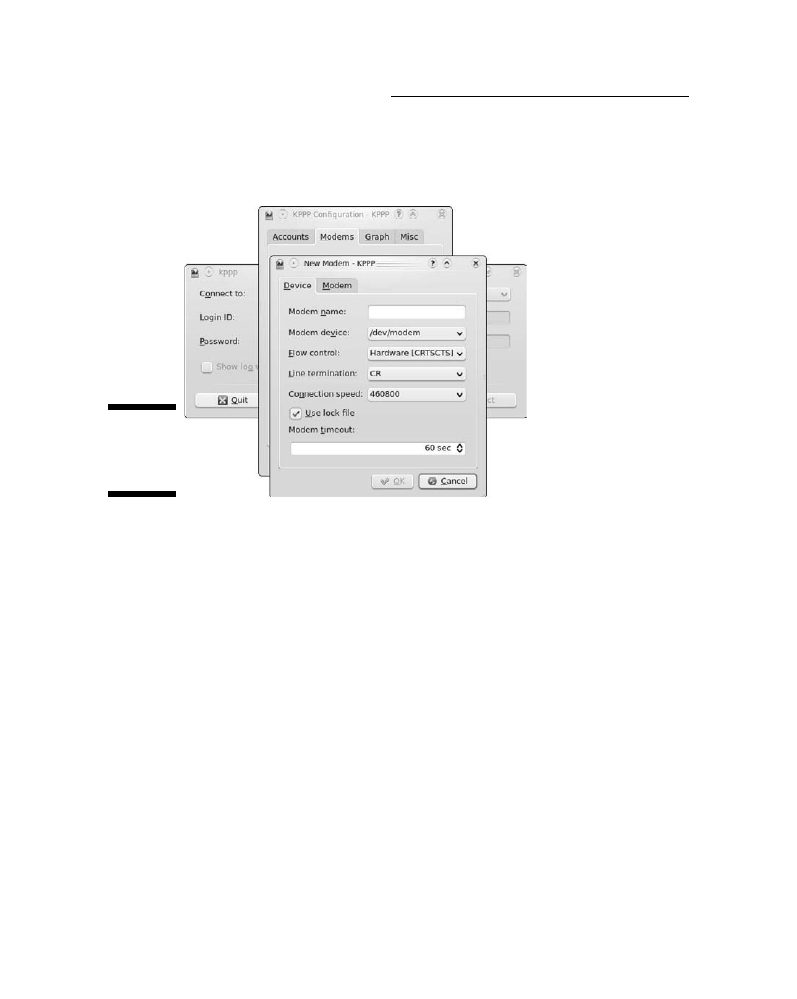 KPPP Configuration - KPPP
Accounts Modems Graph Misc
kppp
Connect to:
Login ID:
Password:
Show log
Quit
New Modem - KPPP
Device Modem
Modem name:
Modem device: /dev/modem
Flow control: Hardware [CRTSCTS]
Line termination: CR
Connection speed: 460800
Use lock file
Modem timeout:
60 sec
OK Cancel